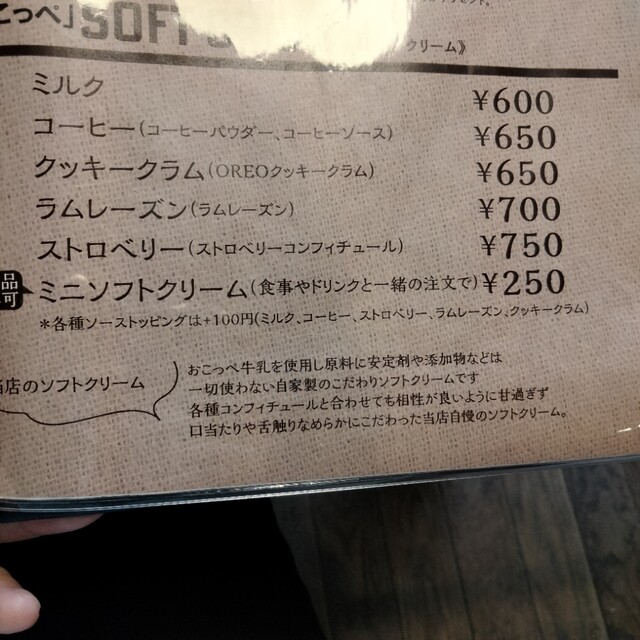 こっぺ」SOFT
クリーム》
ミルク ¥600
コーヒー(コーヒーパウダー、コーヒーソース) ¥650
クッキークラム(OREOクッキークラム) ¥650
ラムレーズン(ラムレーズン) ¥700
ストロベリー(ストロベリーコンフィチュール) ¥750
品可 ミニソフトクリーム(食事やドリンクと一緒の注文で) ¥250
*各種ソーストッピングは+100円(ミルク、コーヒー、ストロベリー、ラムレーズン、クッキークラム)
当店のソフトクリーム
おこっぺ牛乳を使用し原料に安定剤や添加物などは
一切使わない自家製のこだわりソフトクリームです
各種コンフィチュールと合わせても相性が良いように甘過ぎず
口当たりや舌触りなめらかにこだわった当店自慢のソフトクリーム。